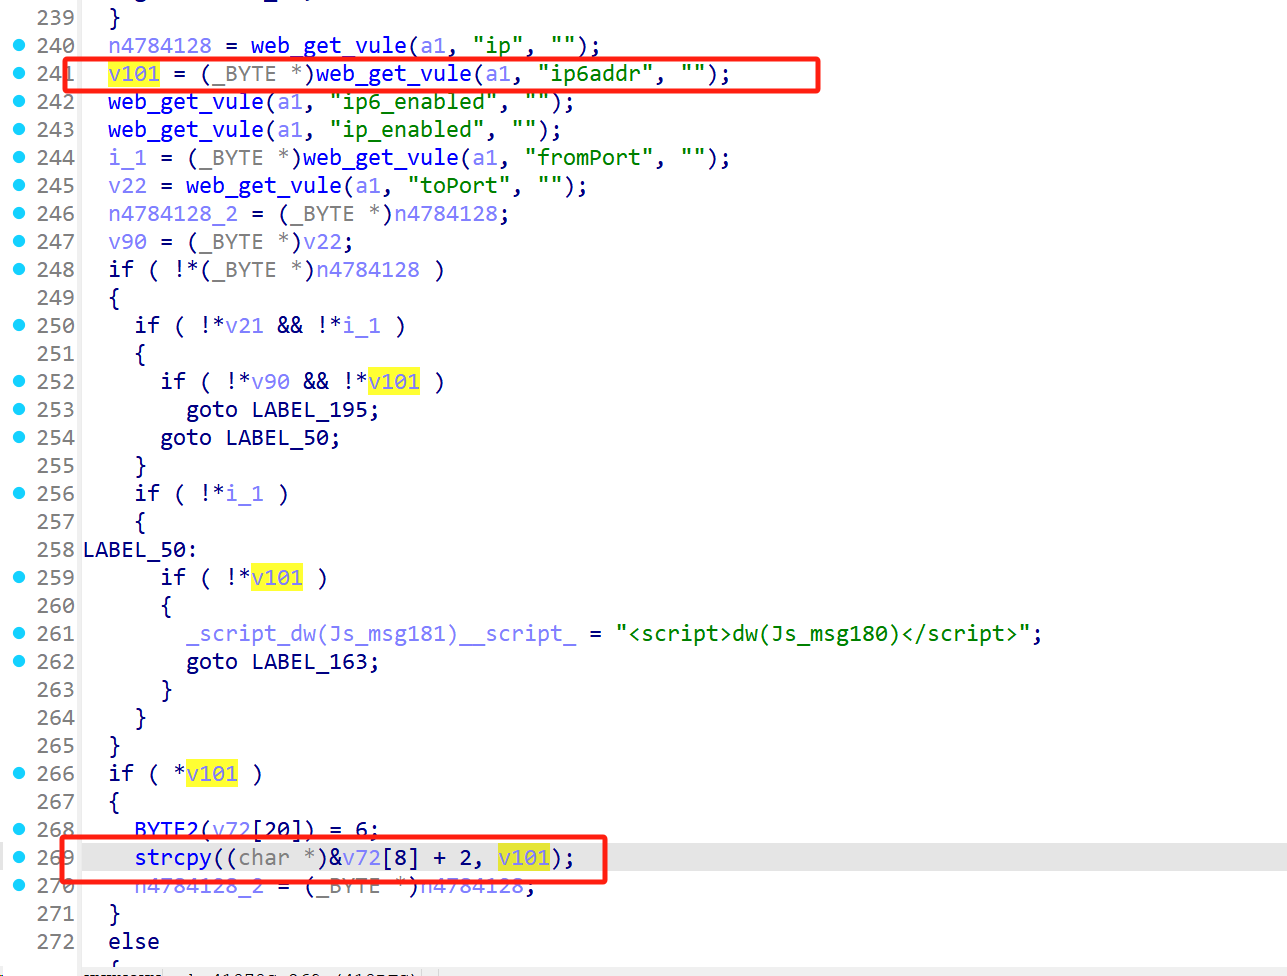 239 }
240 n4784128 = web_get_vule(a1, "ip", "");
241 v101 = (_BYTE *)web_get_vule(a1, "ip6addr", "");
242 web_get_vule(a1, "ip6_enabled", "");
243 web_get_vule(a1, "ip_enabled", "");
244 i_1 = (_BYTE *)web_get_vule(a1, "fromPort", "");
245 v22 = web_get_vule(a1, "toPort", "");
246 n4784128_2 = (_BYTE *)n4784128;
247 v90 = (_BYTE *)v22;
248 if ( !*(_BYTE *)n4784128 )
249 {
250 if ( !*v21 && !*i_1 )
251 {
252 if ( !*v90 && !*v101 )
253 goto LABEL_195;
254 goto LABEL_50;
255 }
256 if ( !*i_1 )
257 {
258 LABEL_50:
259 if ( !*v101 )
260 {
261 _script_dw(Js_msg181)__script_ = "<script>dw(Js_msg180)</script>";
262 goto LABEL_163;
263 }
264 }
265 }
266 if ( *v101 )
267 {
268 BYTE2(v72[20]) = 6;
269 strcpy((char *)&v72[8] + 2, v101);
270 n4784128_2 = (_BYTE *)n4784128;
271 }
272 else
{